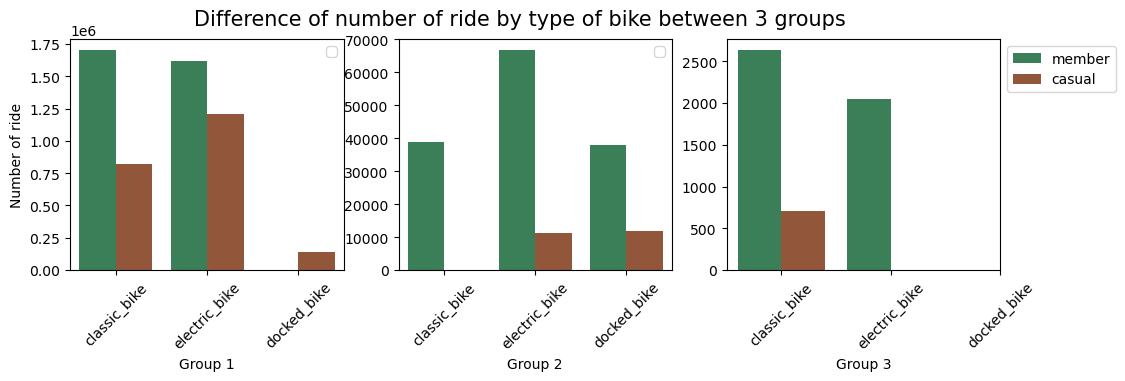 Difference of number of ride by type of bike between 3 groups
1e6
Number of ride
1.75
1.50
1.25
1.00
0.75
0.50
0.25
0.00
classic_bike
electric_bike
docked_bike
Group 1
70000
60000
50000
40000
30000
20000
10000
0
classic_bike
electric_bike
docked_bike
Group 2
2500
2000
1500
1000
500
0
classic_bike
electric_bike
docked_bike
Group 3
member
casual